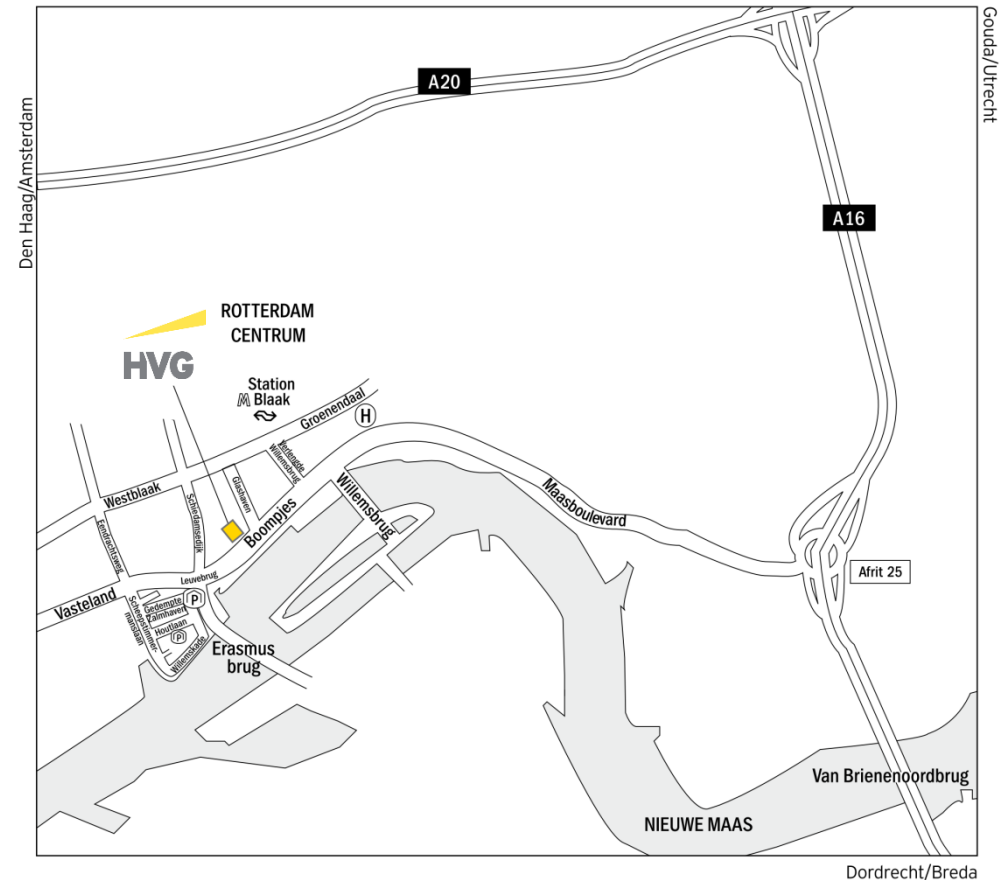 Gouda/Utrecht
A20
Den Haag/Amsterdam
A16
ROTTERDAM
CENTRUM
HVG
Station
M Blaak
Groenendaal
H
Verlengde
Willemsbrug
Westblaak
Glashaven
Schiedamsedijk
Boompjes
Willemsbrug
Maasboulevard
Eendrachtsweg
Afrit 25
Leuvebrug
Vasteland
P
Gedempte
Zalmhaven
Scheepstimmer-
manslaan
Houtlaan
P
Willemskade
Erasmus
brug
Van Brienenoordbrug
NIEUWE MAAS
Dordrecht/Breda